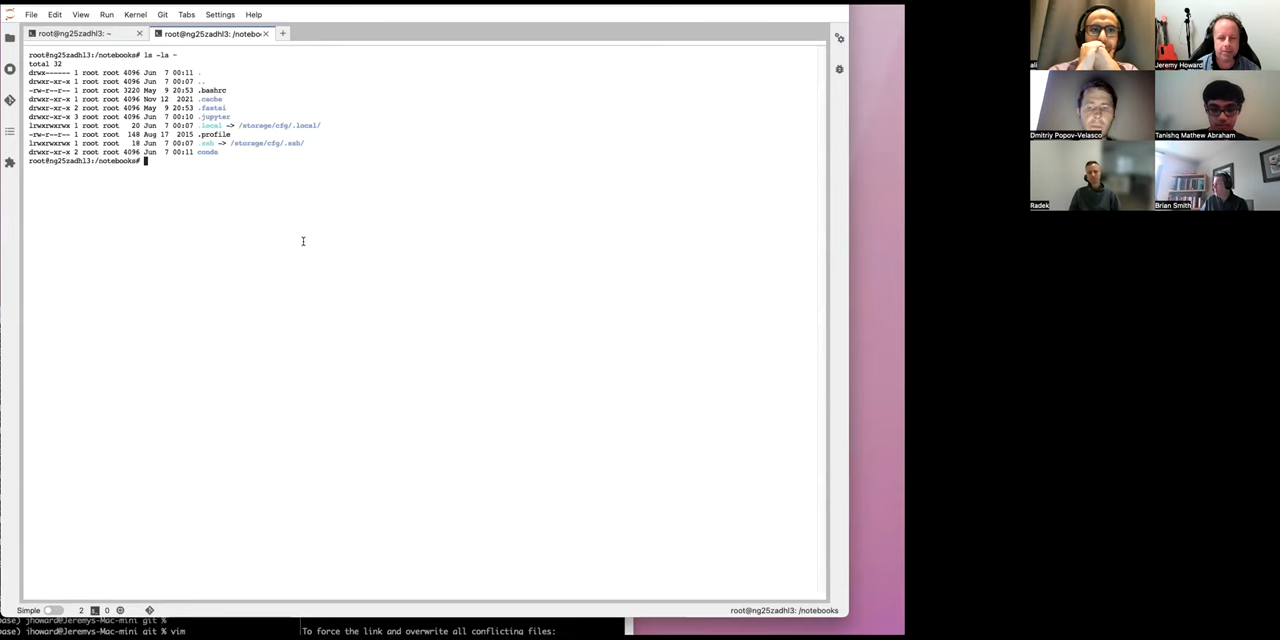 File Edit View Run Kernel Git Tabs Settings Help
root@ng25zadhl3: ~ × root@ng25zadhl3: /notebo × +
root@ng25zadhl3:/notebooks# ls -la ~
total 32
drwx------ 1 root root 4096 Jun 7 00:11 .
drwxr-xr-x 1 root root 4096 Jun 7 00:07 ..
-rw-r--r-- 1 root root 3220 May 9 20:53 .bashrc
drwxr-xr-x 1 root root 4096 Nov 12 2021 .cache
drwxr-xr-x 2 root root 4096 May 9 20:53 .fastai
drwxr-xr-x 3 root root 4096 Jun 7 00:10 .jupyter
lrwxrwxrwx 1 root root 20 Jun 7 00:07 .local -> /storage/cfg/.local/
-rw-r--r-- 1 root root 148 Aug 17 2015 .profile
lrwxrwxrwx 1 root root 18 Jun 7 00:07 .ssh -> /storage/cfg/.ssh/
drwxr-xr-x 2 root root 4096 Jun 7 00:11 conda
root@ng25zadhl3:/notebooks#
Simple 2 0 root@ng25zadhl3: /notebooks
base) jhoward@Jeremys-Mac-mini git %
base) jhoward@Jeremys-Mac-mini git % vim
To force the link and overwrite all conflicting files:
ali
Jeremy Howard
Dmitriy Popov-Velasco
Tanishq Mathew Abraham
Radek
Brian Smith